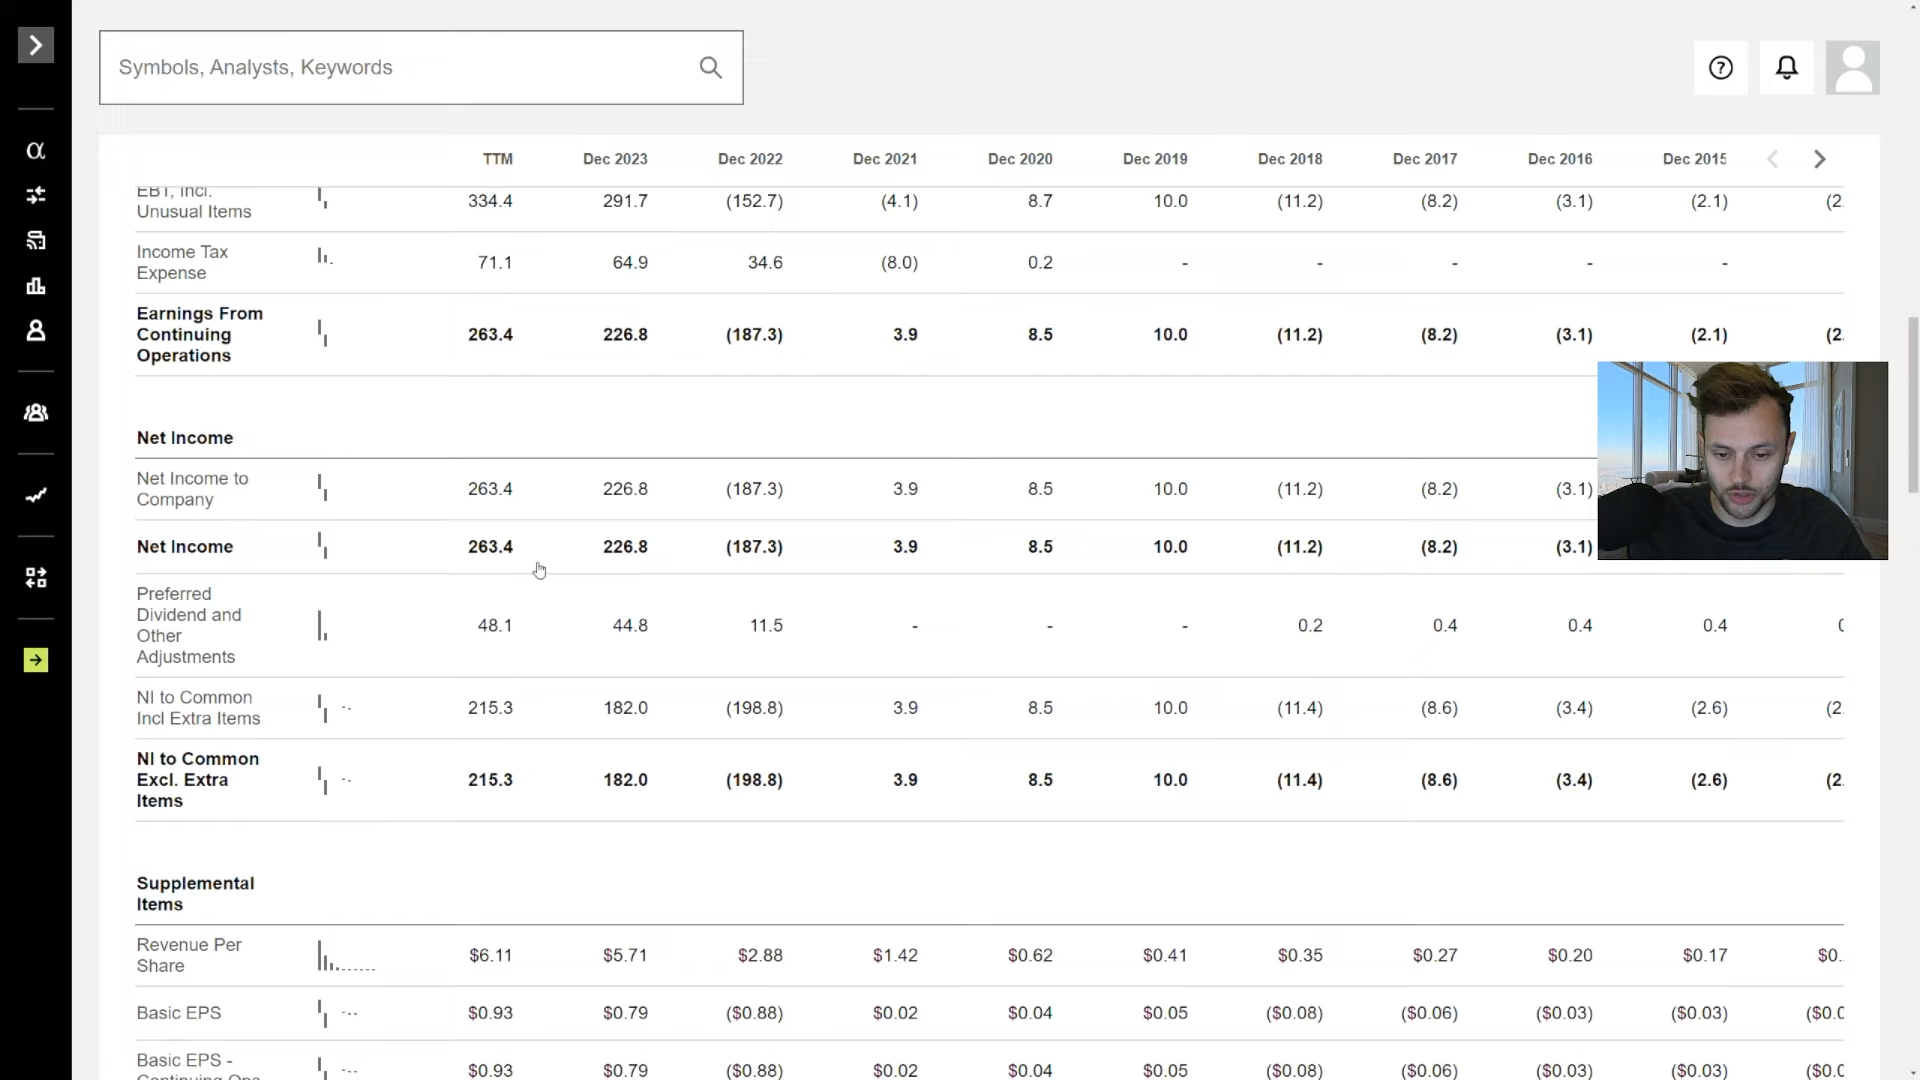 Symbols, Analysts, Keywords
TTM Dec 2023 Dec 2022 Dec 2021 Dec 2020 Dec 2019 Dec 2018 Dec 2017 Dec 2016 Dec 2015
EBT, Incl.
Unusual Items 334.4 291.7 (152.7) (4.1) 8.7 10.0 (11.2) (8.2) (3.1) (2.1) (2.
Income Tax
Expense 71.1 64.9 34.6 (8.0) 0.2 - - - - -
Earnings From
Continuing
Operations 263.4 226.8 (187.3) 3.9 8.5 10.0 (11.2) (8.2) (3.1) (2.1) (2.
Net Income
Net Income to
Company 263.4 226.8 (187.3) 3.9 8.5 10.0 (11.2) (8.2) (3.1)
Net Income 263.4 226.8 (187.3) 3.9 8.5 10.0 (11.2) (8.2) (3.1)
Preferred
Dividend and
Other
Adjustments 48.1 44.8 11.5 - - - 0.2 0.4 0.4 0.4
NI to Common
Incl Extra Items 215.3 182.0 (198.8) 3.9 8.5 10.0 (11.4) (8.6) (3.4) (2.6) (2.
NI to Common
Excl. Extra
Items 215.3 182.0 (198.8) 3.9 8.5 10.0 (11.4) (8.6) (3.4) (2.6) (2.
Supplemental
Items
Revenue Per
Share $6.11 $5.71 $2.88 $1.42 $0.62 $0.41 $0.35 $0.27 $0.20 $0.17 $0.
Basic EPS $0.93 $0.79 ($0.88) $0.02 $0.04 $0.05 ($0.08) ($0.06) ($0.03) ($0.03) ($0.0
Basic EPS -
Continuing Ops $0.93 $0.79 ($0.88) $0.02 $0.04 $0.05 ($0.08) ($0.06) ($0.03) ($0.03) ($0.0